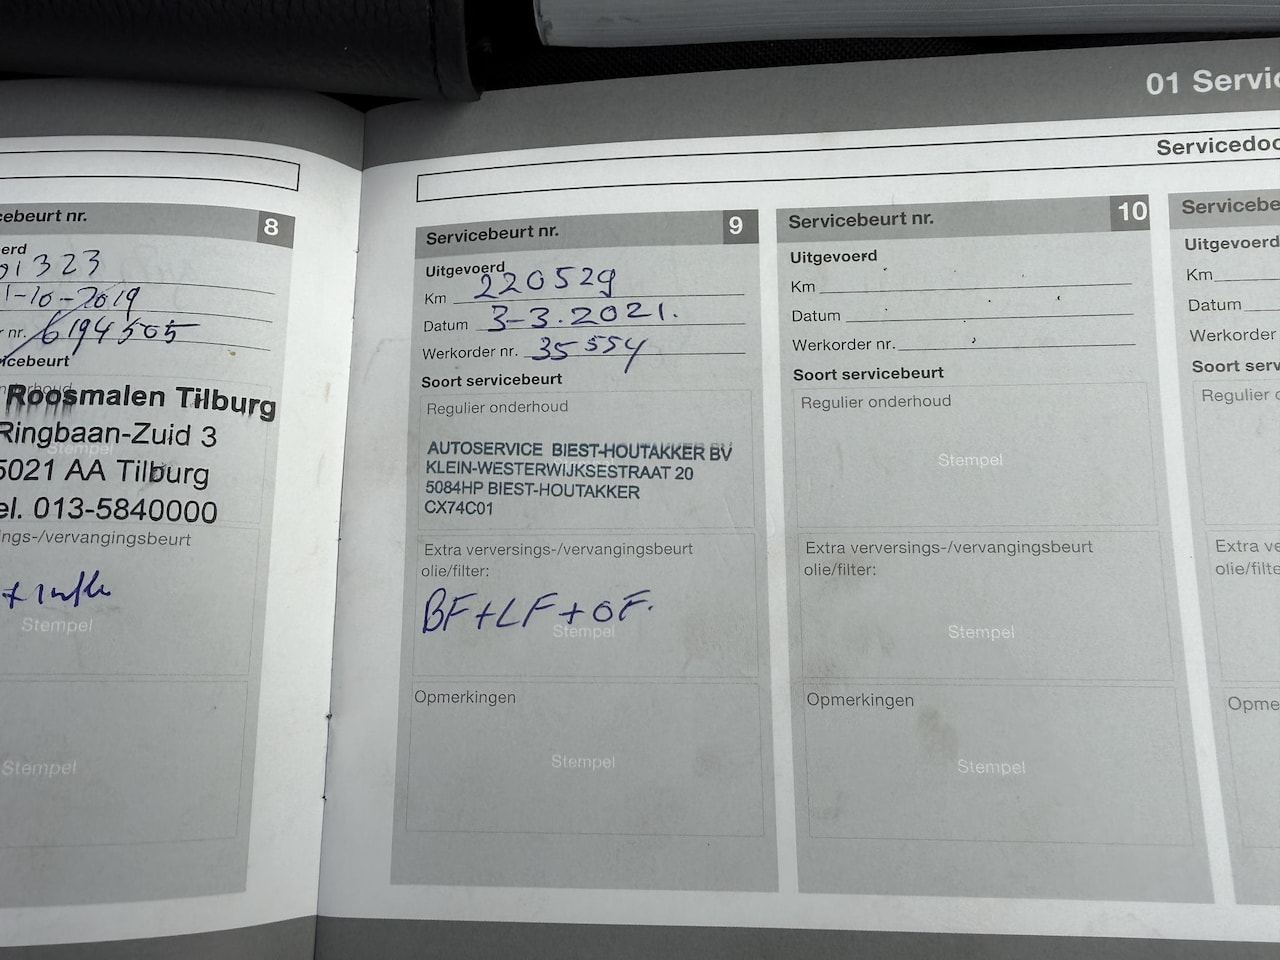 01 Servic
Servicedoc
cebeurt nr. 8
erd
01323
1-10-2019
nr. 6194505
icebeurt
Roosmalen Tilburg
Ringbaan-Zuid 3
Stempel
5021 AA Tilburg
el. 013-5840000
ings-/vervangingsbeurt
Stempel
Stempel
Servicebeurt nr. 9
Uitgevoerd
Km 220529
Datum 3-3.2021.
Werkorder nr. 35554
Soort servicebeurt
Regulier onderhoud
AUTOSERVICE BIEST-HOUTAKKER BV
KLEIN-WESTERWIJKSESTRAAT 20
5084HP BIEST-HOUTAKKER
CX74C01
Extra verversings-/vervangingsbeurt
olie/filter:
BF+LF+OF.
Stempel
Opmerkingen
Stempel
Servicebeurt nr. 10
Uitgevoerd
Km
Datum
Werkorder nr.
Soort servicebeurt
Regulier onderhoud
Stempel
Extra verversings-/vervangingsbeurt
olie/filter:
Stempel
Opmerkingen
Stempel
Servicebe
Uitgevoerd
Km
Datum
Werkorder
Soort serv
Regulier o
Extra ve
olie/filt
Opme